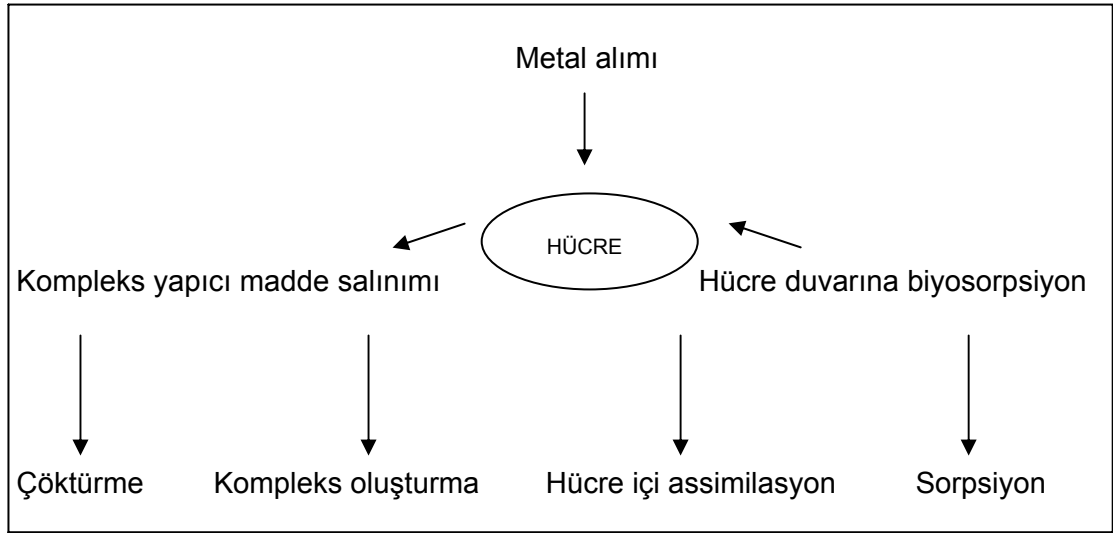 Metal alımı
HÜCRE
Kompleks yapıcı madde salınımı Hücre duvarına biyosorpsiyon
Çöktürme Kompleks oluşturma Hücre içi assimilasyon Sorpsiyon